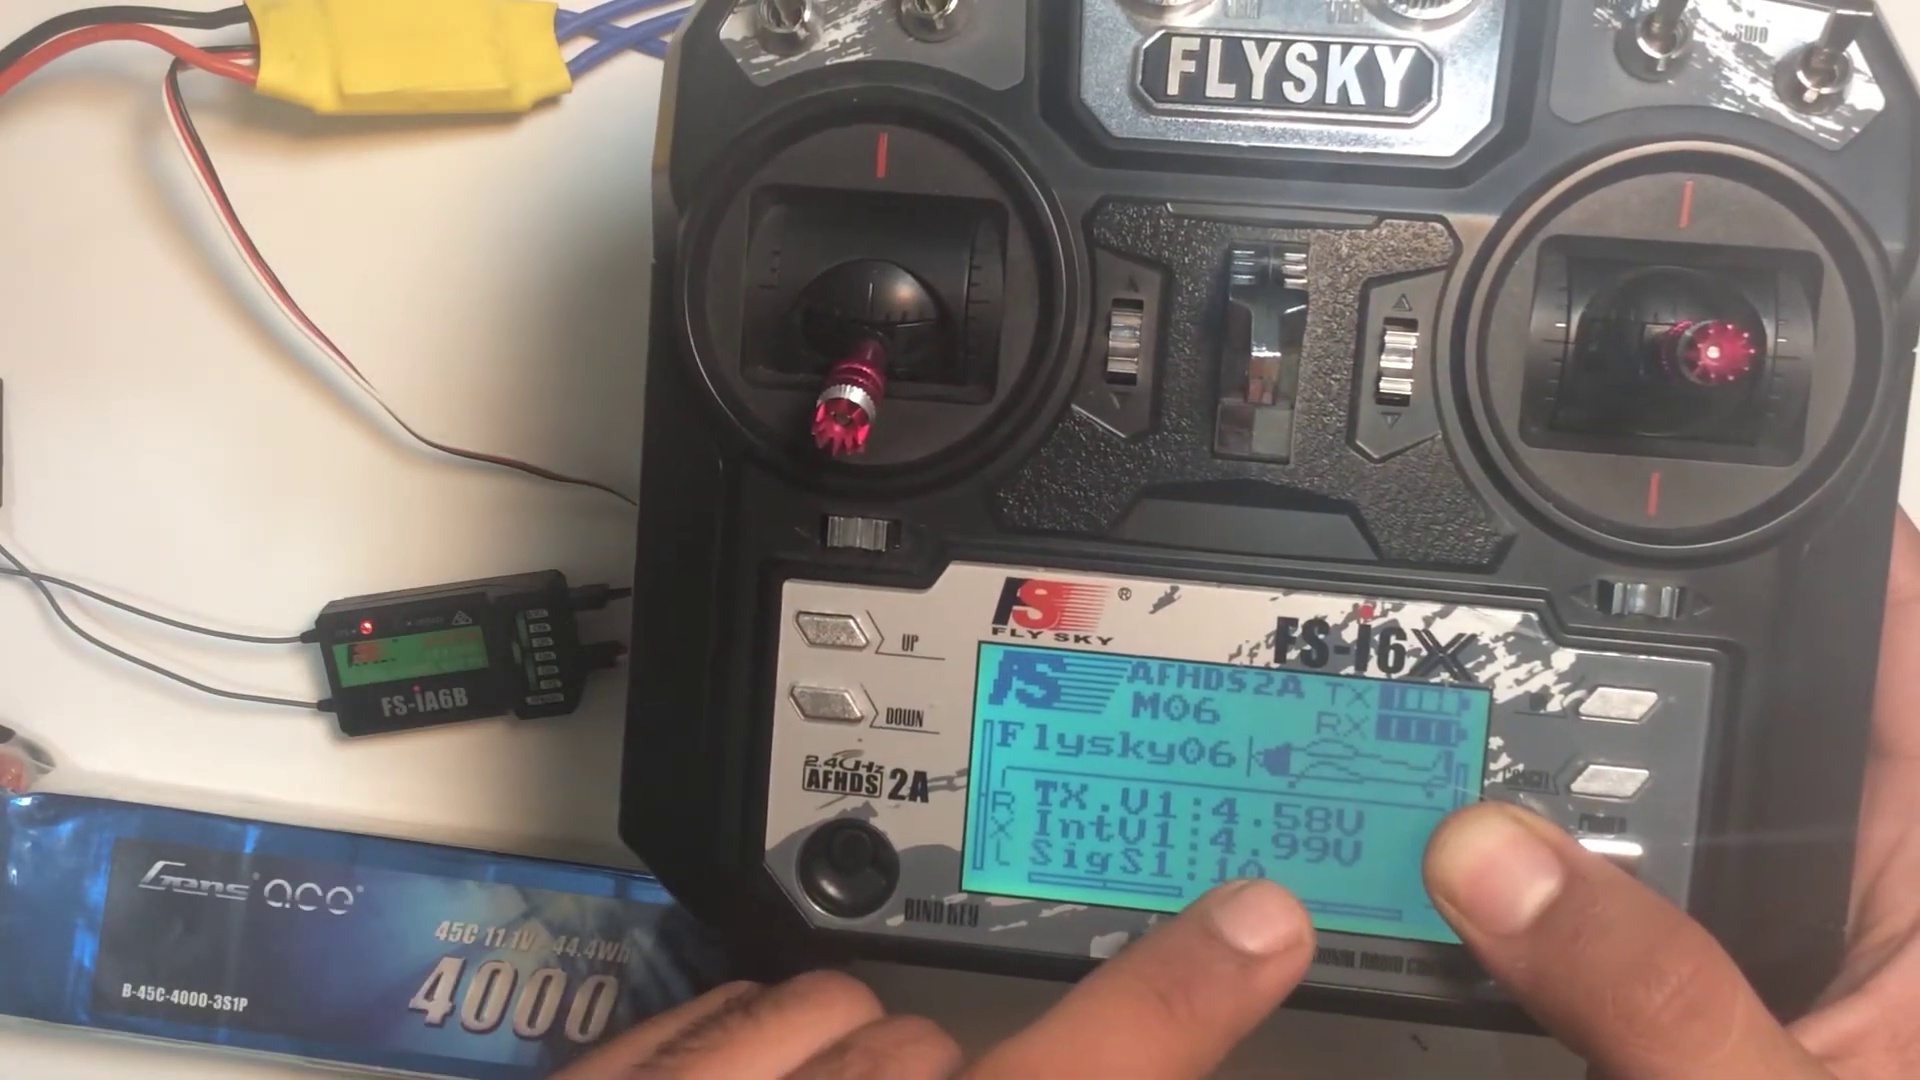 FLYSKY
SWD
FLY SKY
®
FS-i6X
UP
DOWN
2.4GHz
AFHDS 2A
BIND KEY
AFHDS2A
M06
TX
RX
Flysky06
TX.V1:4.58V
IntV1:4.99V
SigS1:10
FS-iA6B
Gens ace
45C 11.1V 44.4Wh
4000
B-45C-4000-3S1P